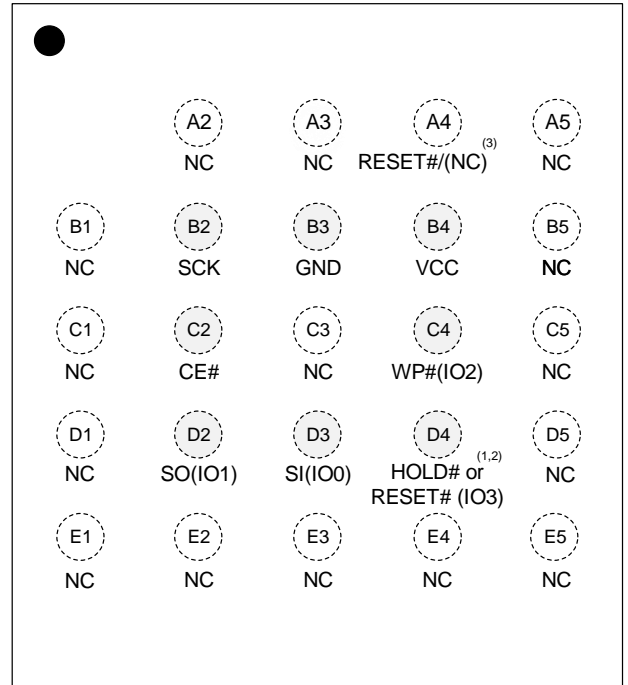 A2 A3 A4 A5
NC NC RESET#/(NC) (3) NC
B1 B2 B3 B4 B5
NC SCK GND VCC NC
C1 C2 C3 C4 C5
NC CE# NC WP#(IO2) NC
D1 D2 D3 D4 D5
NC SO(IO1) SI(IO0) HOLD# or (1,2) NC
RESET# (IO3)
E1 E2 E3 E4 E5
NC NC NC NC NC